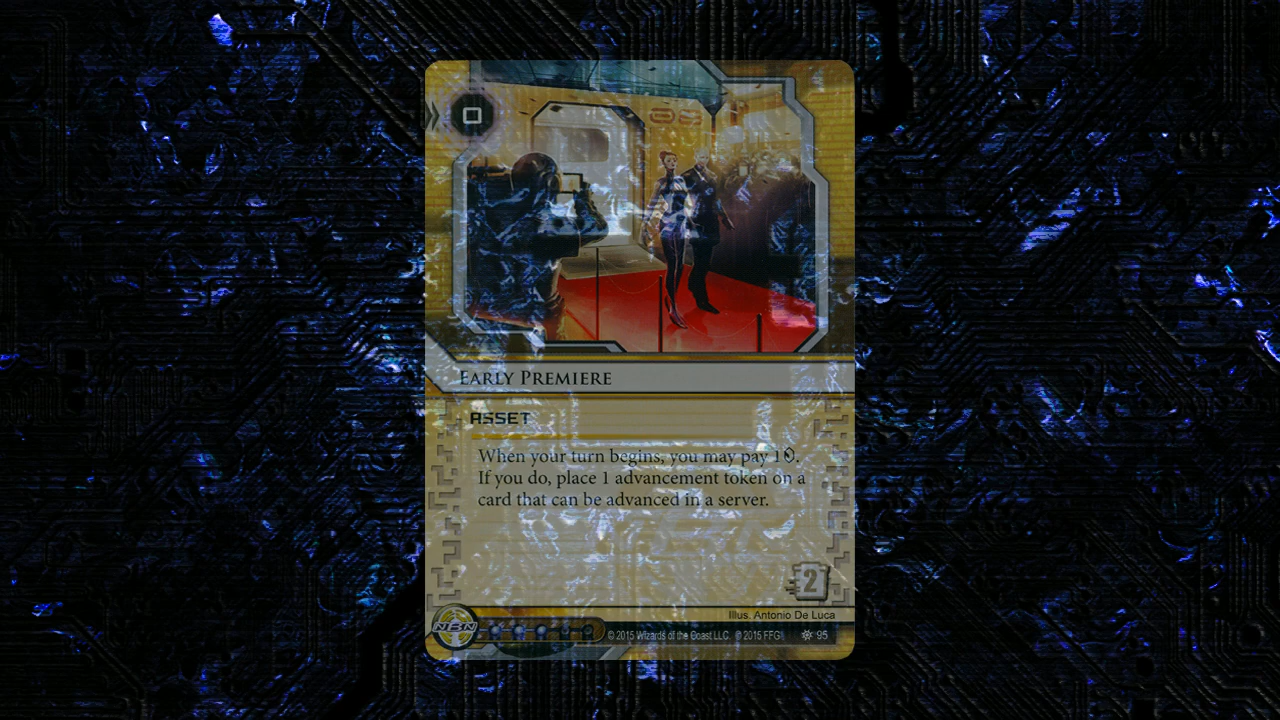 EARLY PREMIERE
ASSET
When your turn begins, you may pay 1.
If you do, place 1 advancement token on a
card that can be advanced in a server.
2
Illus. Antonio De Luca
NBN
© 2015 Wizards of the Coast LLC. © 2015 FFG
95